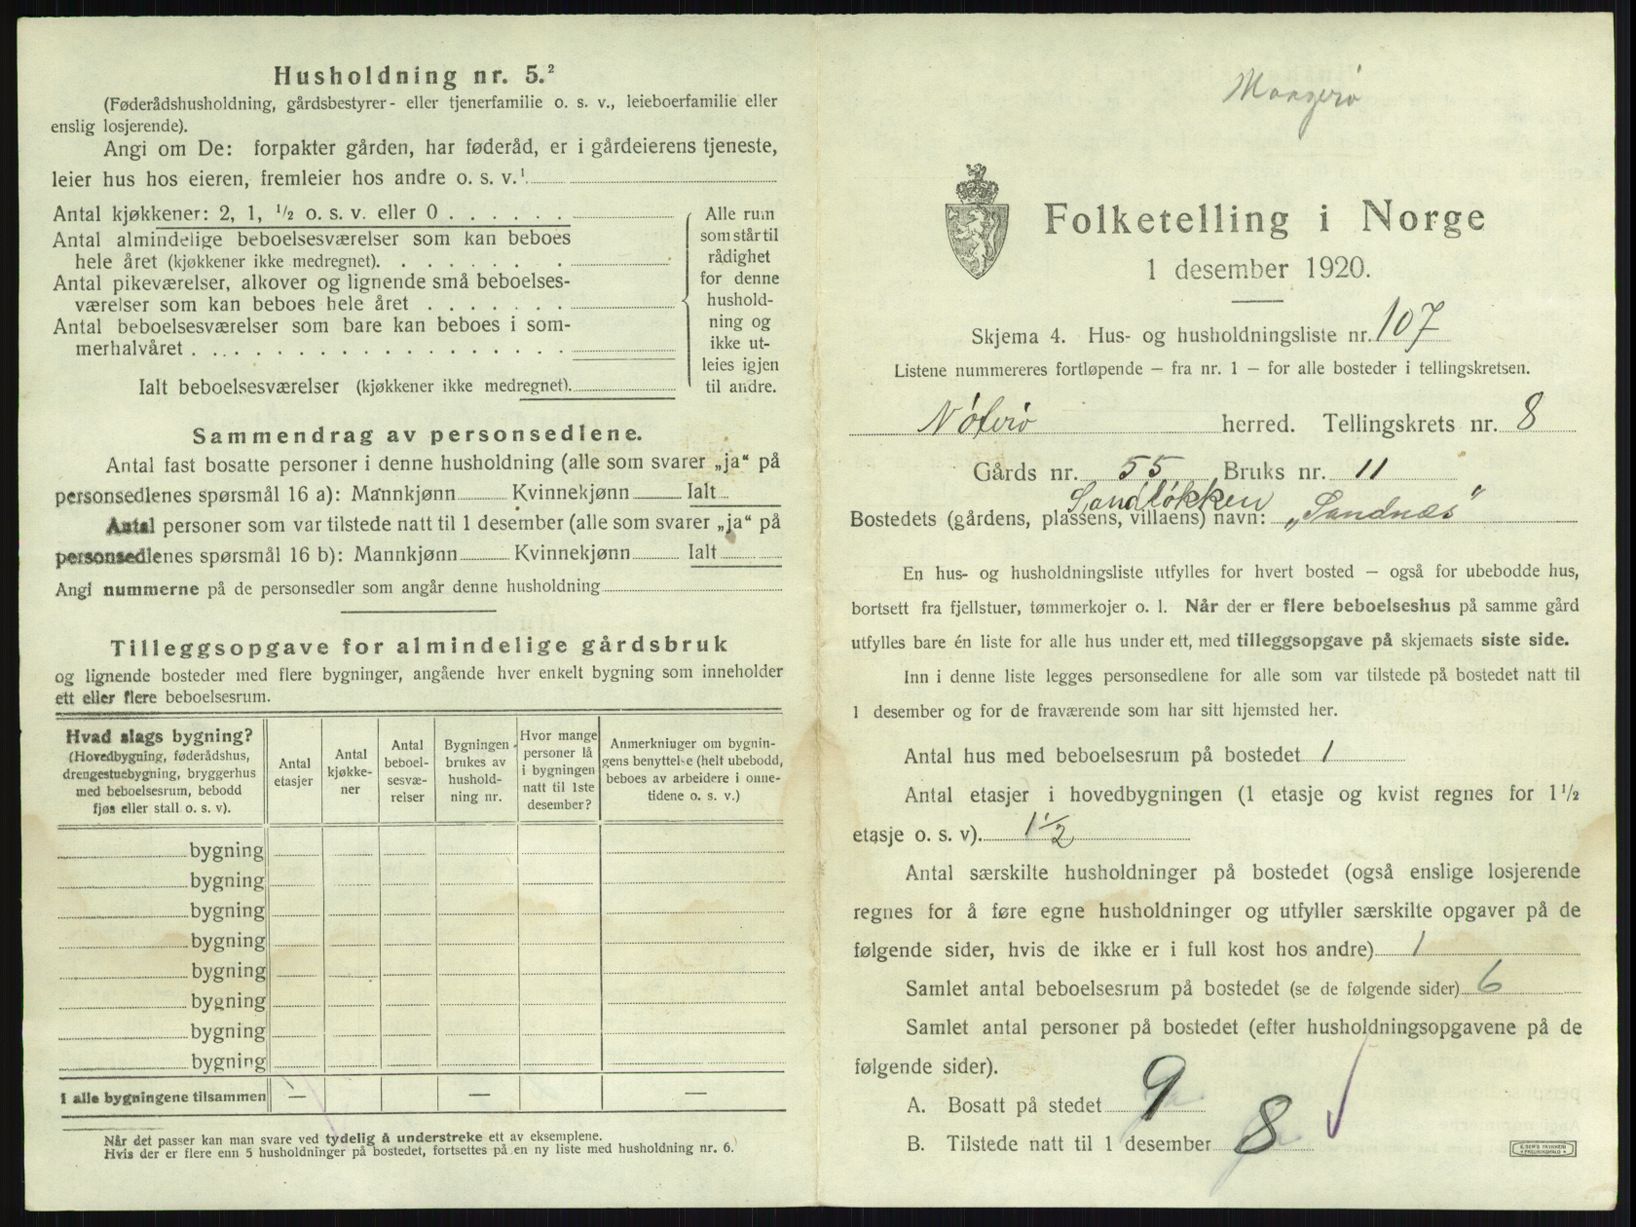 Husholdning nr. 5.²
(Føderådshusholdning, gårdsbestyrer- eller tjenerfamilie o. s. v., leieboerfamilie eller
enslig losjerende).
Angi om De: forpakter gården, har føderåd, er i gårdeierens tjeneste,
leier hus hos eieren, fremleier hos andre o. s. v.¹
Antal kjøkkener: 2, 1, ¹/₂ o. s. v. eller 0
Antal almindelige beboelsesværelser som kan beboes
hele året (kjøkkener ikke medregnet).
Antal pikeværelser, alkover og lignende små beboelses-
værelser som kan beboes hele året
Antal beboelsesværelser som bare kan beboes i som-
merhalvåret
Ialt beboelsesværelser (kjøkkener ikke medregnet).
Alle rum
som står til
rådighet
for denne
hushold-
ning og
ikke ut-
leies igjen
til andre.
Sammendrag av personsedlene.
Antal fast bosatte personer i denne husholdning (alle som svarer „ja“ på
personsedlenes spørsmål 16 a): Mannkjønn Kvinnekjønn Ialt
Antal personer som var tilstede natt til 1 desember (alle som svarer „ja“ på
personsedlenes spørsmål 16 b): Mannkjønn Kvinnekjønn Ialt
Angi nummerne på de personsedler som angår denne husholdning
Tilleggsopgave for almindelige gårdsbruk
og lignende bosteder med flere bygninger, angående hver enkelt bygning som inneholder
ett eller flere beboelsesrum.
Hvad slags bygning?
(Hovedbygning, føderådshus,
drengestuebygning, bryggerhus
med beboelsesrum, bebodd
fjøs eller stall o. s. v).
Antal
etasjer
Antal
kjøkke-
ner
Antal
beboel-
sesvæ-
relser
Bygningen
brukes av
hushold-
ning nr.
Hvor mange
personer lå
i bygningen
natt til 1ste
desember?
Anmerkninger om bygnin-
gens benyttelse (helt ubebodd,
beboes av arbeidere i onne-
tidene o. s. v.)
bygning
bygning
bygning
bygning
bygning
bygning
bygning
bygning
I alle bygningene tilsammen — — —
Når det passer kan man svare ved tydelig å understreke ett av eksemplene.
Hvis der er flere enn 5 husholdninger på bostedet, fortsettes på en ny liste med husholdning nr. 6.
Folketelling i Norge
1 desember 1920.
Skjema 4. Hus- og husholdningsliste nr. 107
Listene nummereres fortløpende — fra nr. 1 — for alle bosteder i tellingskretsen.
Nøterø herred. Tellingskrets nr. 8
Gårds nr. 55 Bruks nr. 11
Sandløkken
Bostedets (gårdens, plassens, villaens) navn: „Sandnæs“
En hus- og husholdningsliste utfylles for hvert bosted — også for ubebodde hus,
bortsett fra fjellstuer, tømmerkojer o. l. Når der er flere beboelseshus på samme gård
utfylles bare én liste for alle hus under ett, med tilleggsopgave på skjemaets siste side.
Inn i denne liste legges personsedlene for alle som var tilstede på bostedet natt til
1 desember og for de fraværende som har sitt hjemsted her.
Antal hus med beboelsesrum på bostedet 1
Antal etasjer i hovedbygningen (1 etasje og kvist regnes for 1¹/₂
etasje o. s. v). 1½
Antal særskilte husholdninger på bostedet (også enslige losjerende
regnes for å føre egne husholdninger og utfyller særskilte opgaver på de
følgende sider, hvis de ikke er i full kost hos andre) 1
Samlet antal beboelsesrum på bostedet (se de følgende sider) 6
Samlet antal personer på bostedet (efter husholdningsopgavene på de
følgende sider).
A. Bosatt på stedet 9
B. Tilstede natt til 1 desember 8